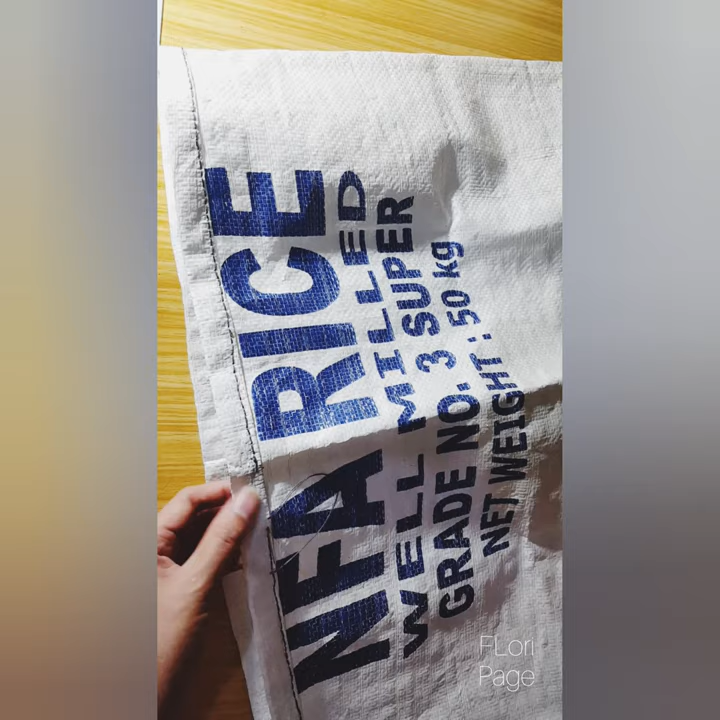 NFA RICE
WELL MILLED
GRADE NO. 3 SUPER
NET WEIGHT : 50 kg
FLori
Page